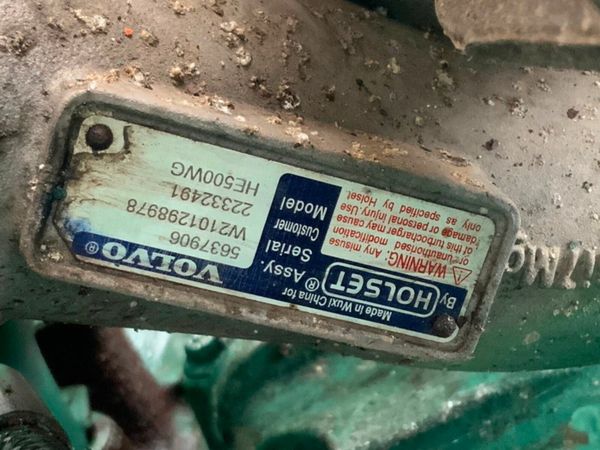 Made in Wuxi China for VOLVO®
By HOLSET®
Assy. 5637906
Serial W2101298978
Customer 22332491
Model HE500WG
WARNING: Any misuse
or Unauthorised modification
of this turbocharger may cause
damage or personal injury.Use
only as specified by Holset.